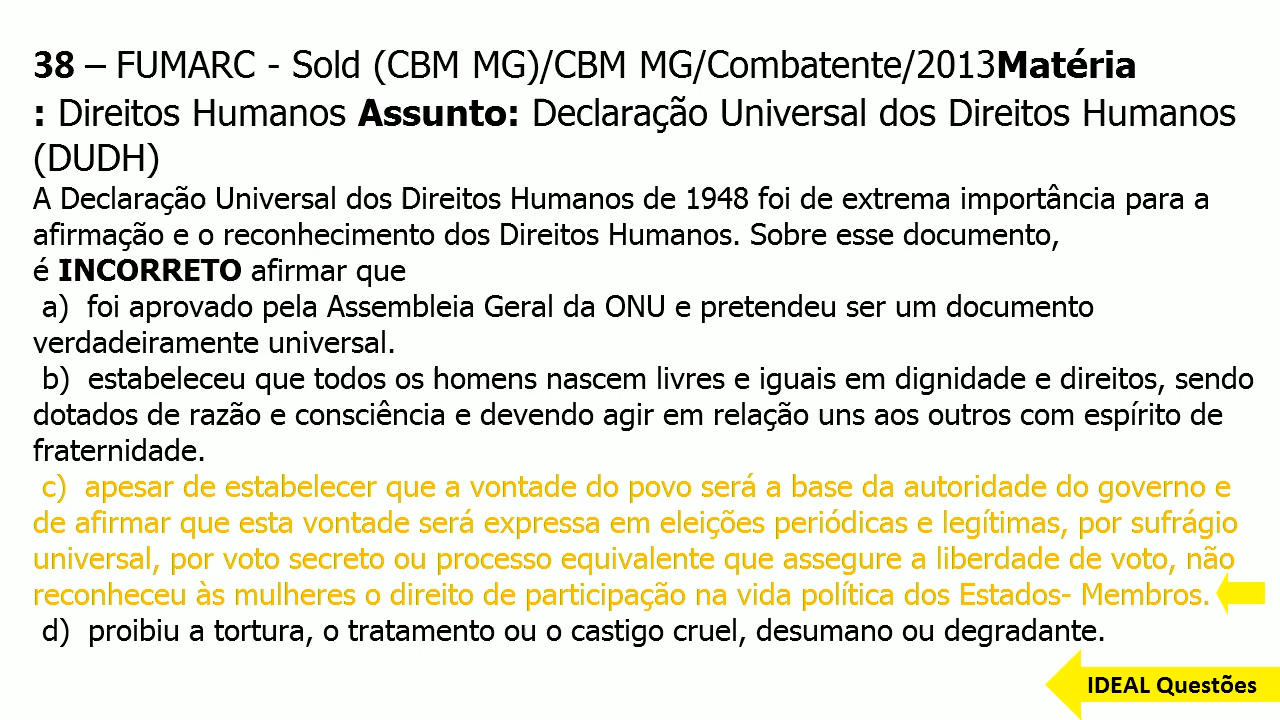 38 – FUMARC - Sold (CBM MG)/CBM MG/Combatente/2013Matéria
: Direitos Humanos Assunto: Declaração Universal dos Direitos Humanos
(DUDH)
A Declaração Universal dos Direitos Humanos de 1948 foi de extrema importância para a
afirmação e o reconhecimento dos Direitos Humanos. Sobre esse documento,
é INCORRETO afirmar que
a) foi aprovado pela Assembleia Geral da ONU e pretendeu ser um documento
verdadeiramente universal.
b) estabeleceu que todos os homens nascem livres e iguais em dignidade e direitos, sendo
dotados de razão e consciência e devendo agir em relação uns aos outros com espírito de
fraternidade.
c) apesar de estabelecer que a vontade do povo será a base da autoridade do governo e
de afirmar que esta vontade será expressa em eleições periódicas e legítimas, por sufrágio
universal, por voto secreto ou processo equivalente que assegure a liberdade de voto, não
reconheceu às mulheres o direito de participação na vida política dos Estados- Membros.
d) proibiu a tortura, o tratamento ou o castigo cruel, desumano ou degradante.
IDEAL Questões